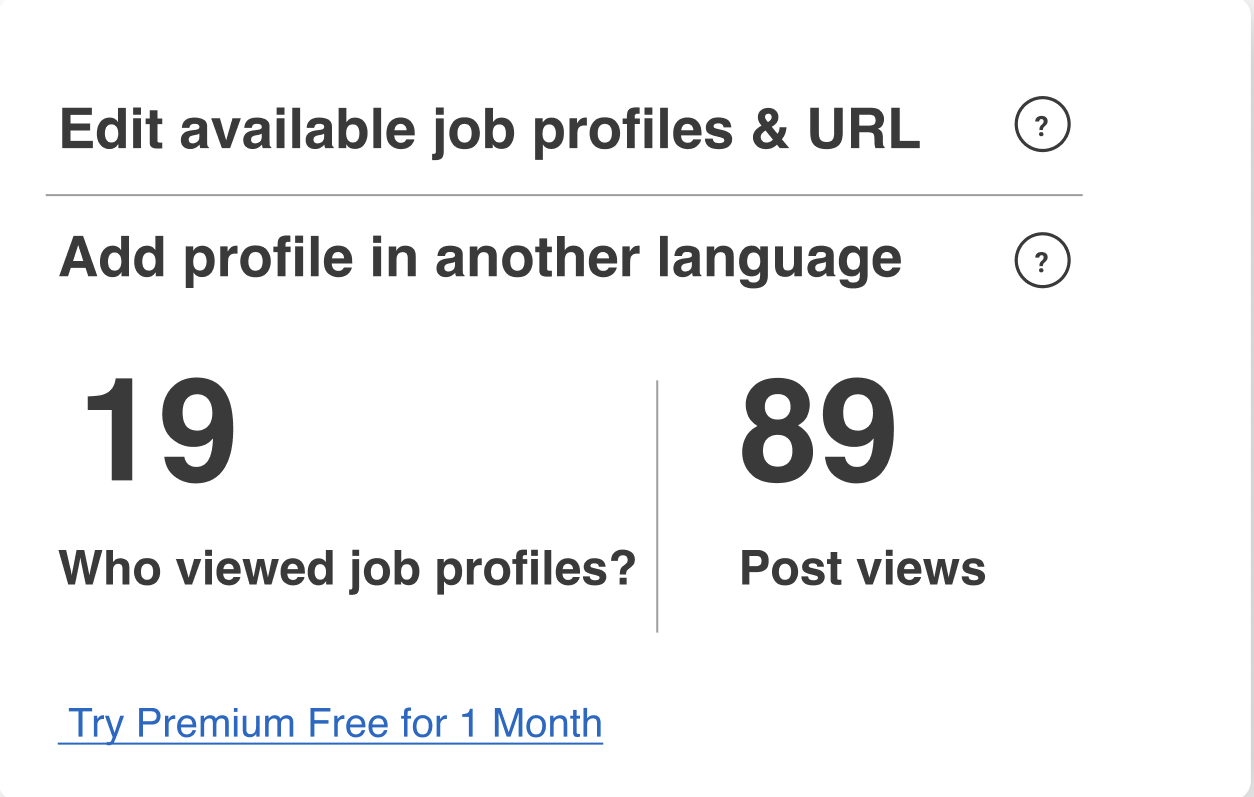 Edit available job profiles & URL ?
Add profile in another language ?
19
Who viewed job profiles?
89
Post views
Try Premium Free for 1 Month